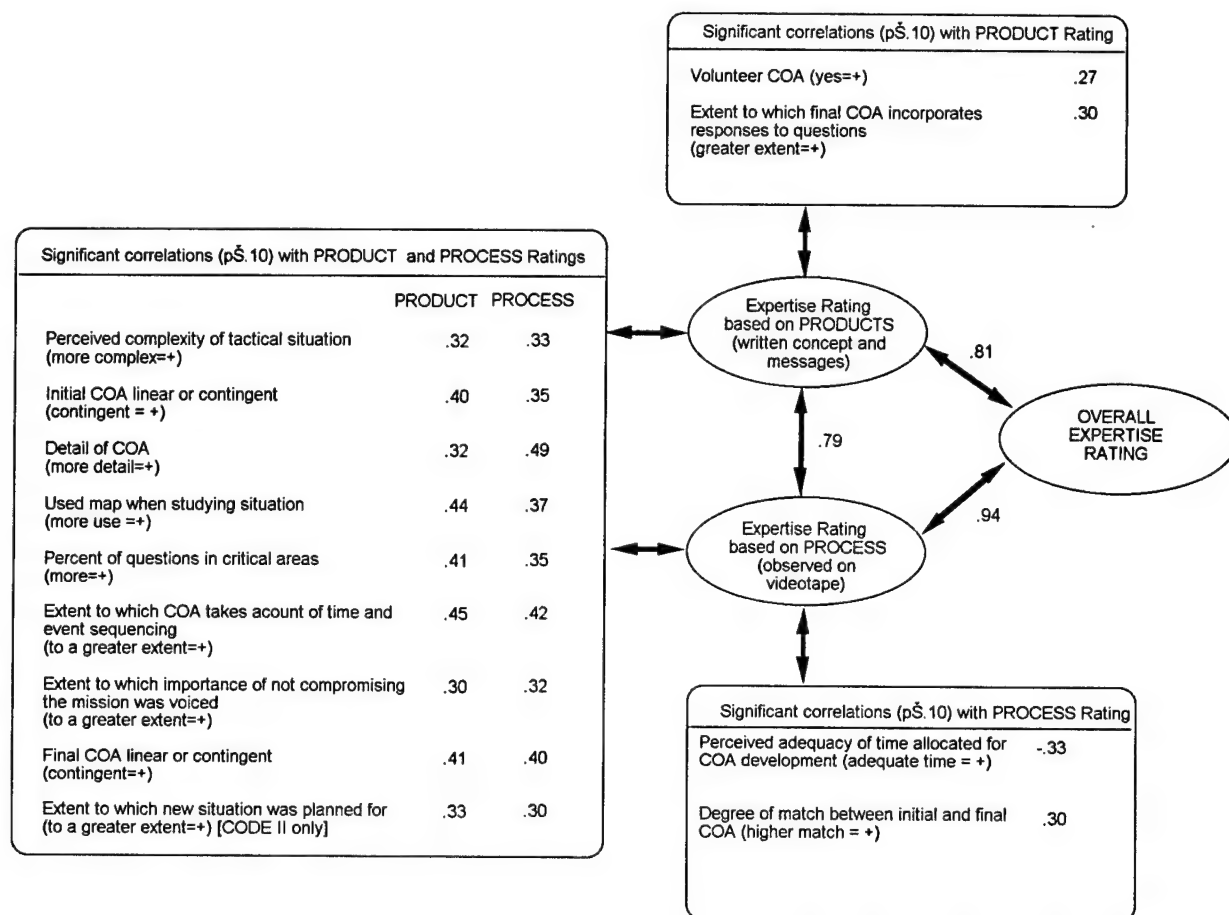 Significant correlations (pŠ.10) with PRODUCT Rating
Volunteer COA (yes=+) .27
Extent to which final COA incorporates .30
responses to questions
(greater extent=+)
Significant correlations (pŠ.10) with PRODUCT and PROCESS Ratings
PRODUCT PROCESS
Perceived complexity of tactical situation .32 .33
(more complex=+)
Initial COA linear or contingent .40 .35
(contingent = +)
Detail of COA .32 .49
(more detail=+)
Used map when studying situation .44 .37
(more use =+)
Percent of questions in critical areas .41 .35
(more=+)
Extent to which COA takes acount of time and .45 .42
event sequencing
(to a greater extent=+)
Extent to which importance of not compromising .30 .32
the mission was voiced
(to a greater extent=+)
Final COA linear or contingent .41 .40
(contingent=+)
Extent to which new situation was planned for .33 .30
(to a greater extent=+) [CODE II only]
Expertise Rating
based on PRODUCTS
(written concept and
messages)
.81
.79
OVERALL
EXPERTISE
RATING
.94
Expertise Rating
based on PROCESS
(observed on
videotape)
Significant correlations (pŠ.10) with PROCESS Rating
Perceived adequacy of time allocated for -.33
COA development (adequate time = +)
Degree of match between initial and final .30
COA (higher match = +)